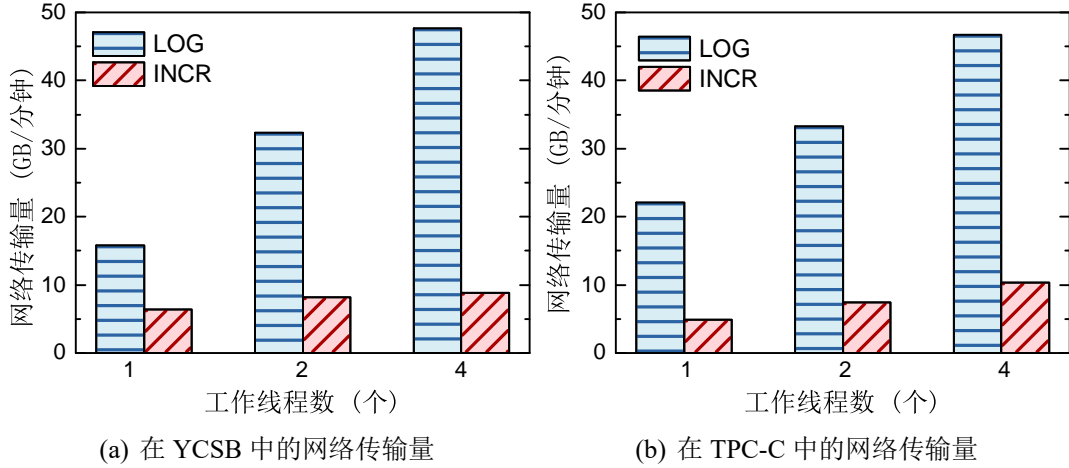 50
40
30
20
10
0
网络传输量 (GB/分钟)
LOG
INCR
1 2 4
工作线程数 (个)
(a) 在 YCSB 中的网络传输量
50
40
30
20
10
0
网络传输量 (GB/分钟)
LOG
INCR
1 2 4
工作线程数 (个)
(b) 在 TPC-C 中的网络传输量